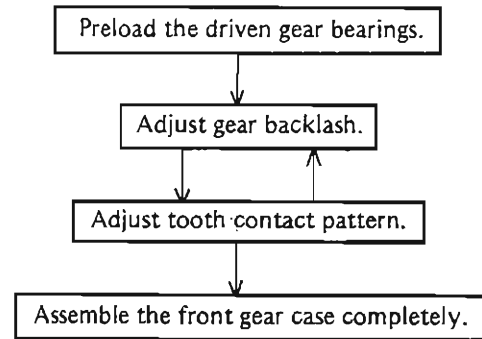 Preload the driven gear bearings.
Adjust gear backlash.
Adjust tooth contact pattern.
Assemble the front gear case completely.